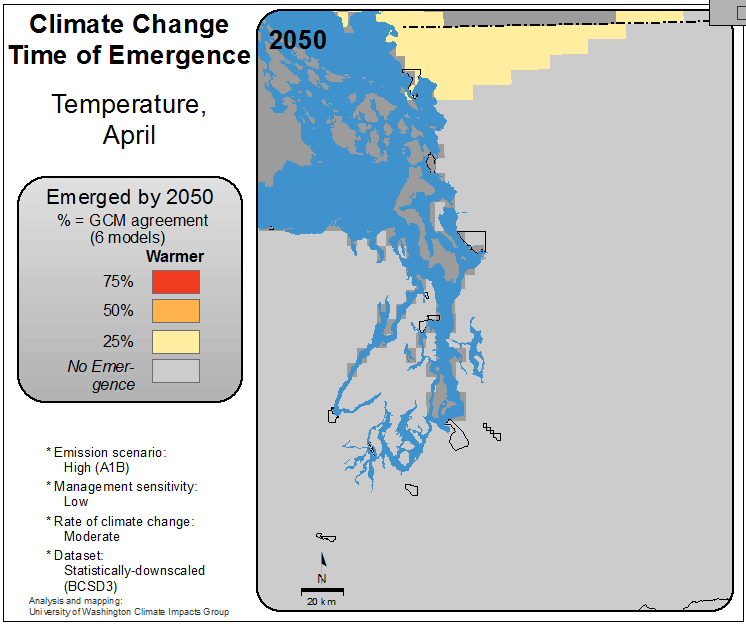 Climate Change
Time of Emergence
Temperature,
April
Emerged by 2050
% = GCM agreement
(6 models)
Warmer
75%
50%
25%
No Emer-
gence
* Emission scenario:
High (A1B)
* Management sensitivity:
Low
* Rate of climate change:
Moderate
* Dataset:
Statistically-downscaled
(BCSD3)
Analysis and mapping:
University of Washington Climate Impacts Group
2050
N
20 km